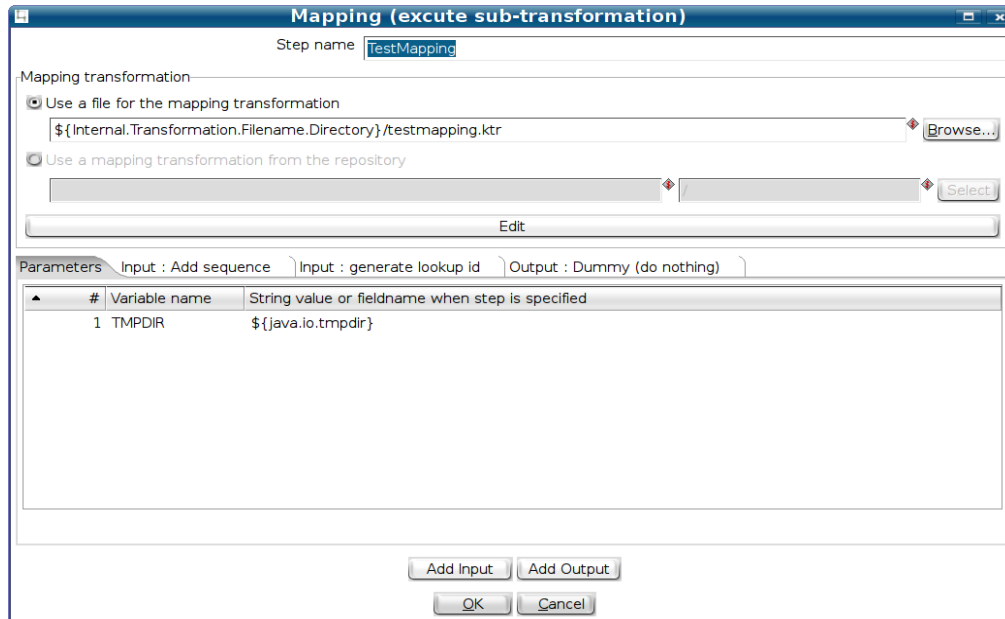 Mapping (excute sub-transformation)
Step name TestMapping
Mapping transformation
Use a file for the mapping transformation
${Internal.Transformation.Filename.Directory}/testmapping.ktr Browse...
Use a mapping transformation from the repository
/ Select
Edit
Parameters Input : Add sequence Input : generate lookup id Output : Dummy (do nothing)
# Variable name String value or fieldname when step is specified
1 TMPDIR ${java.io.tmpdir}
Add Input Add Output
OK Cancel